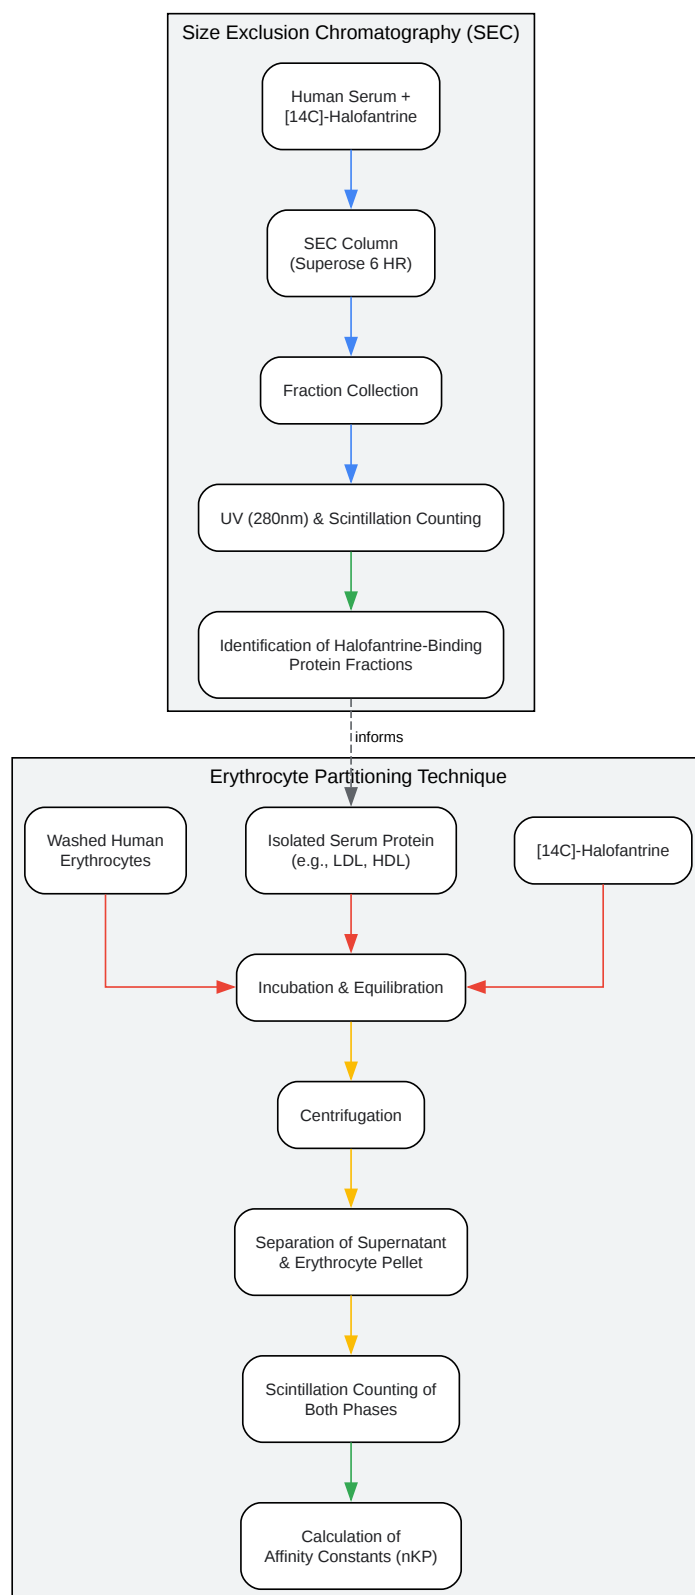 Size Exclusion Chromatography (SEC)
Human Serum +
[14C]-Halofantrine
SEC Column
(Superose 6 HR)
Fraction Collection
UV (280nm) & Scintillation Counting
Identification of Halofantrine-Binding
Protein Fractions
informs
Erythrocyte Partitioning Technique
Washed Human
Erythrocytes
Isolated Serum Protein
(e.g., LDL, HDL)
[14C]-Halofantrine
Incubation & Equilibration
Centrifugation
Separation of Supernatant
& Erythrocyte Pellet
Scintillation Counting of
Both Phases
Calculation of
Affinity Constants (nKP)